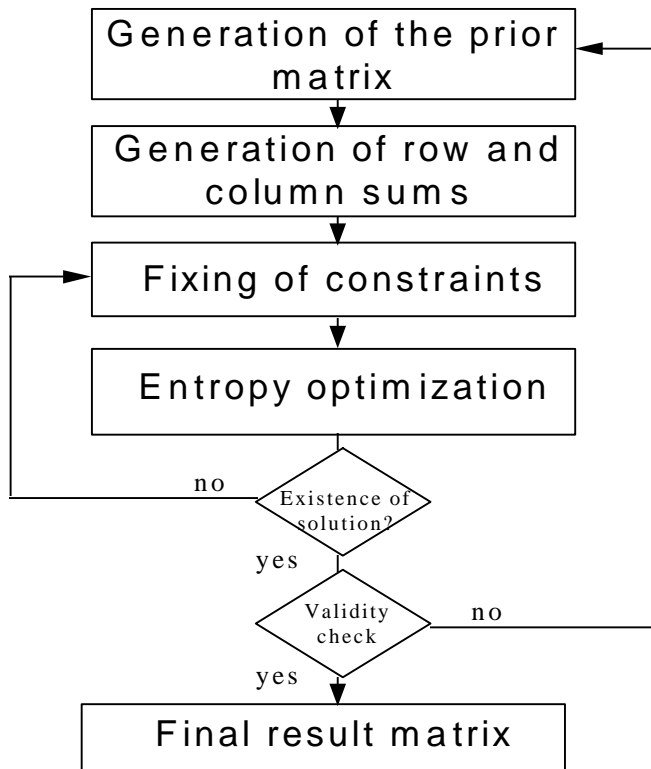 Generation of the prior
matrix
Generation of row and
column sums
Fixing of constraints
Entropy optimization
no
Existence of
solution?
yes
Validity
check
no
yes
Final result matrix